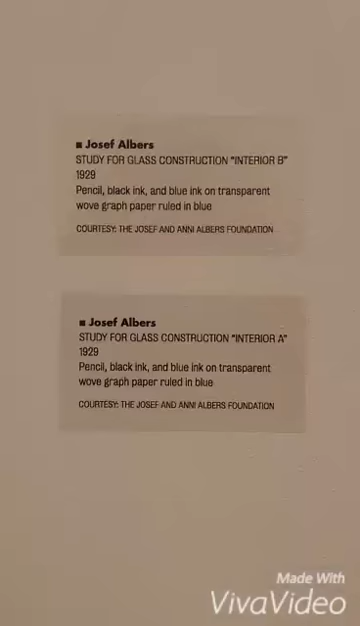 ■ Josef Albers
STUDY FOR GLASS CONSTRUCTION "INTERIOR B"
1929
Pencil, black ink, and blue ink on transparent
wove graph paper ruled in blue
COURTESY: THE JOSEF AND ANNI ALBERS FOUNDATION
■ Josef Albers
STUDY FOR GLASS CONSTRUCTION "INTERIOR A"
1929
Pencil, black ink, and blue ink on transparent
wove graph paper ruled in blue
COURTESY: THE JOSEF AND ANNI ALBERS FOUNDATION
Made With
VivaVideo